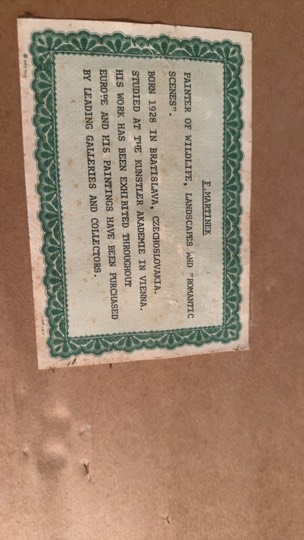 E.MARTINEK
PAINTER OF WILDLIFE, LANDSCAPES AND "ROMANTIC
SCENES".
BORN 1928 IN BRATISLAVA, CZECHOSLOVAKIA.
STUDIED AT THE KUNSTLER AKADEMIE IN VIENNA.
HIS WORK HAS BEEN EXHIBITED THROUGHOUT
EUROPE AND HIS PAINTINGS HAVE BEEN PURCHASED
BY LEADING GALLERIES AND COLLECTORS.